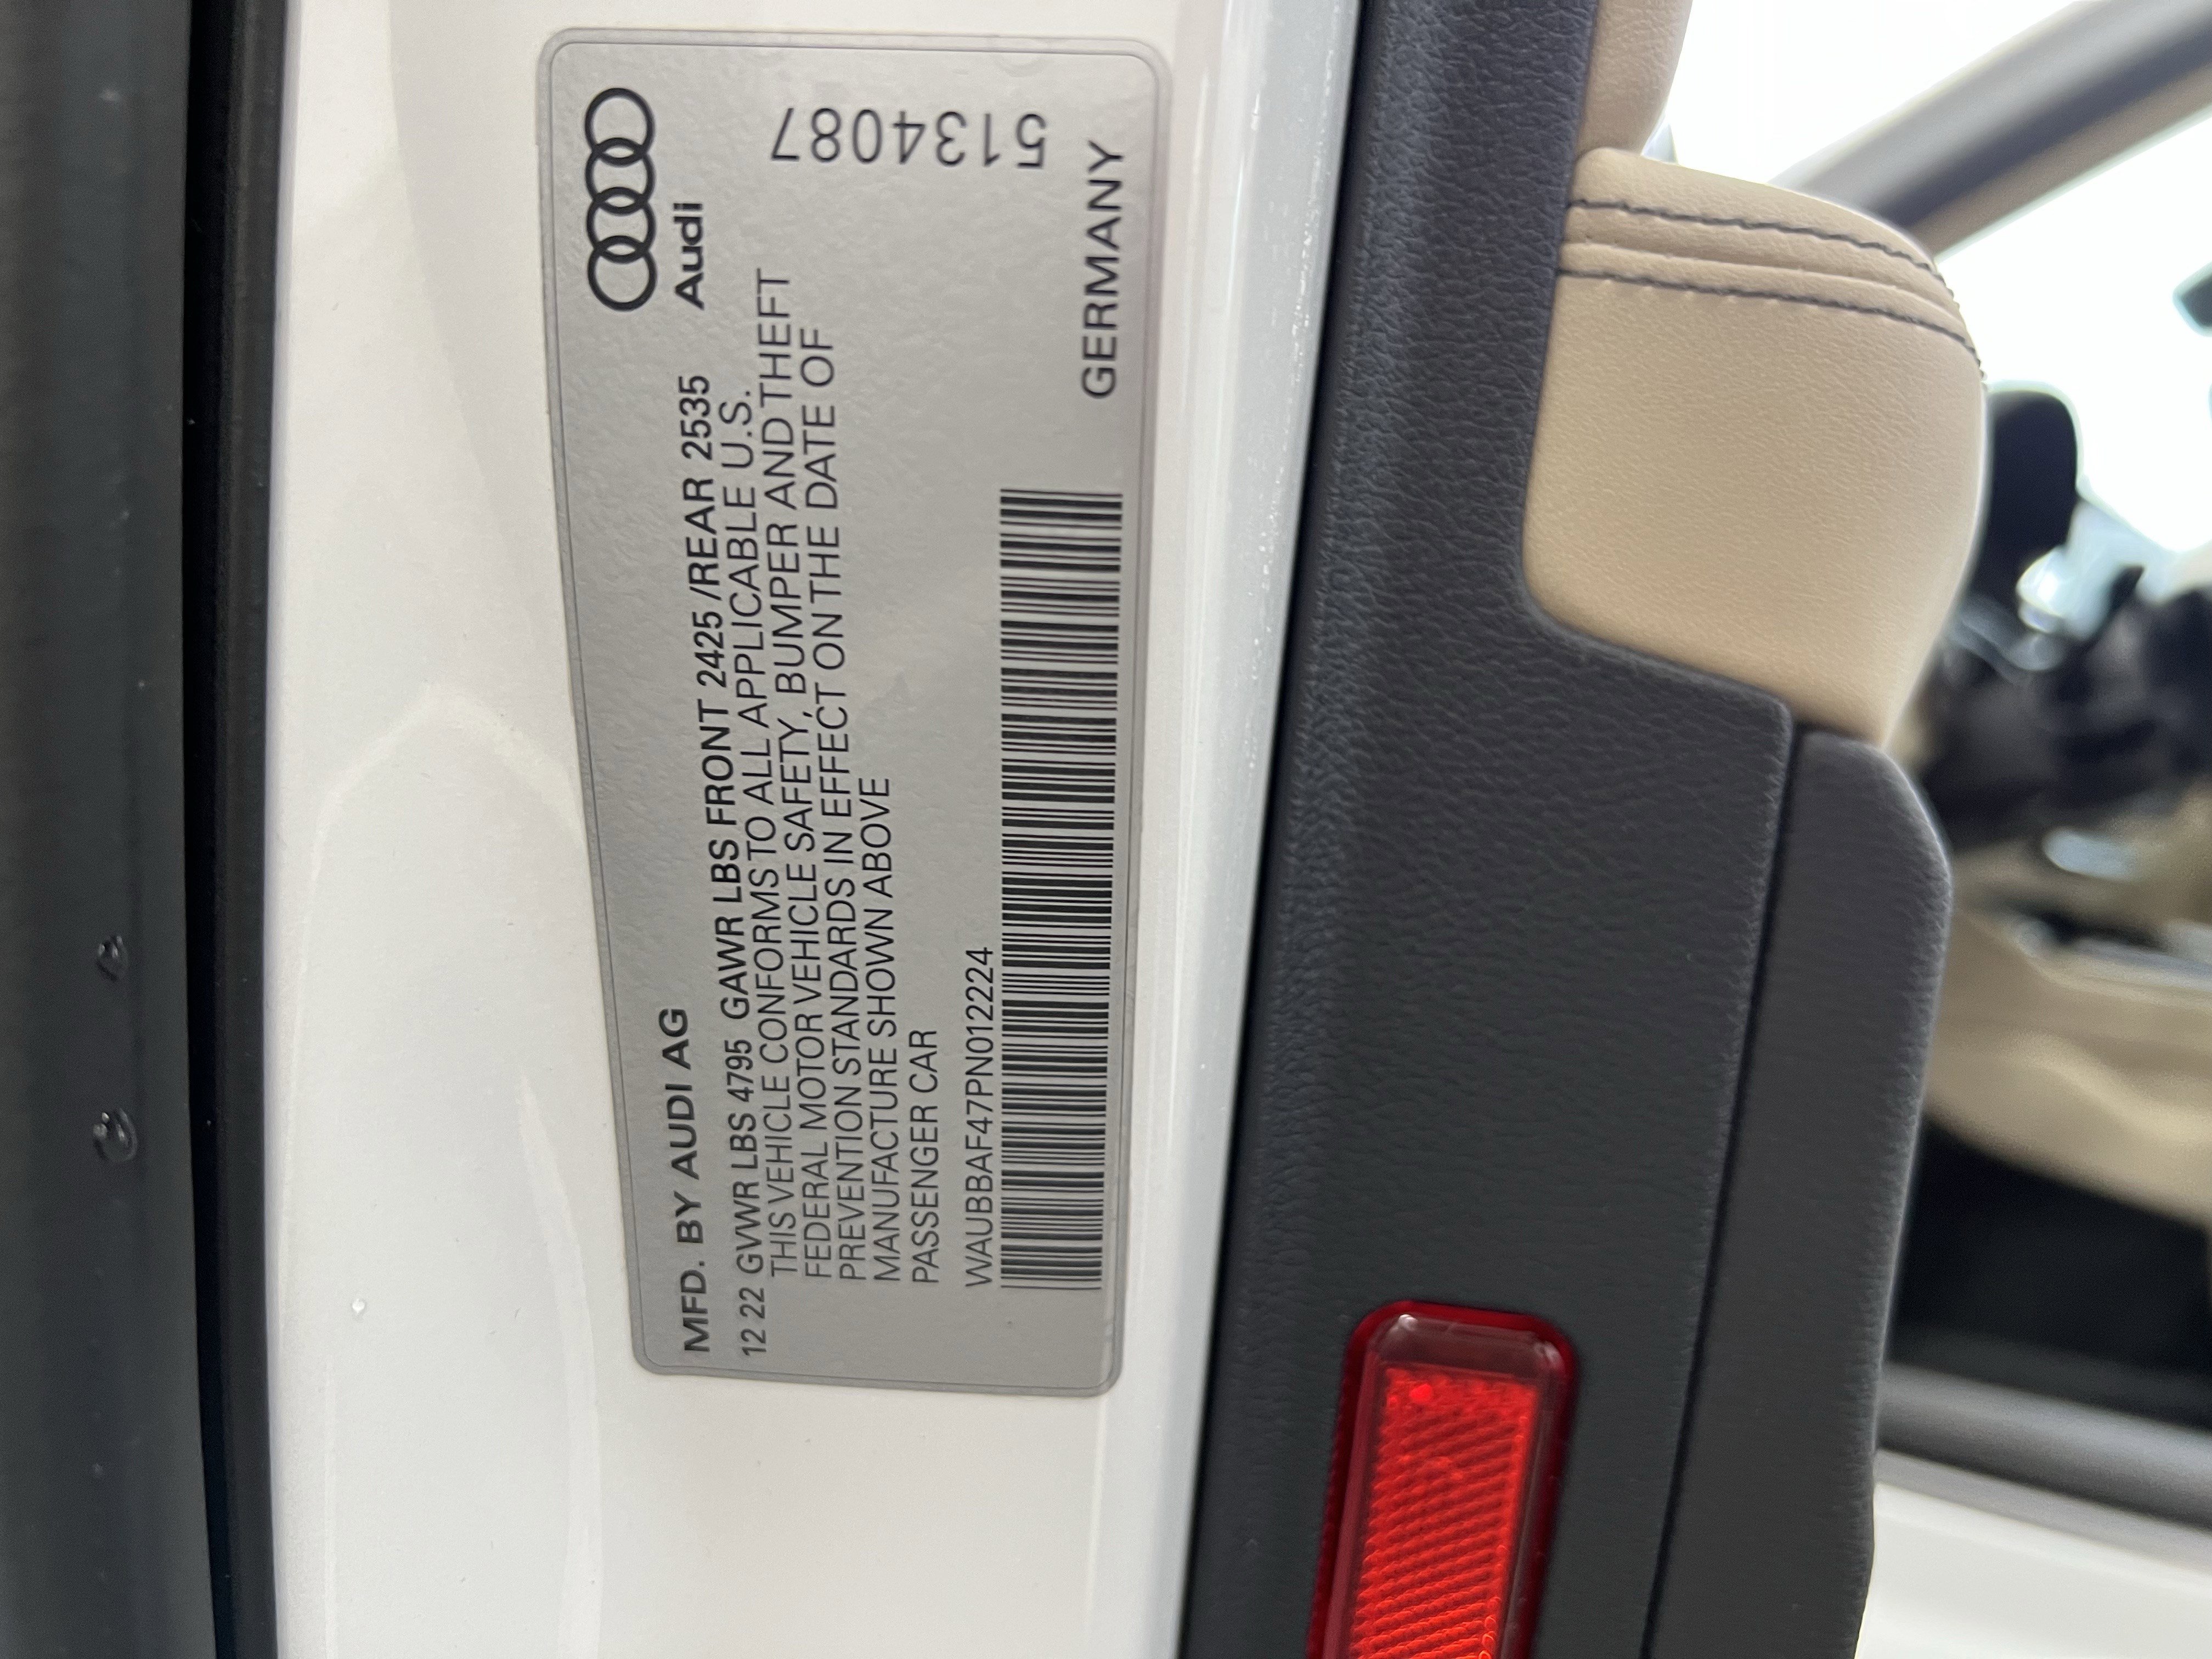 Audi
5134087
MFD. BY AUDI AG
12 22 GVWR LBS 4795 GAWR LBS FRONT 2425/REAR 2535
THIS VEHICLE CONFORMS TO ALL APPLICABLE U.S.
FEDERAL MOTOR VEHICLE SAFETY, BUMPER AND THEFT
PREVENTION STANDARDS IN EFFECT ON THE DATE OF
MANUFACTURE SHOWN ABOVE
PASSENGER CAR
WAUBBAF47PN012224
GERMANY